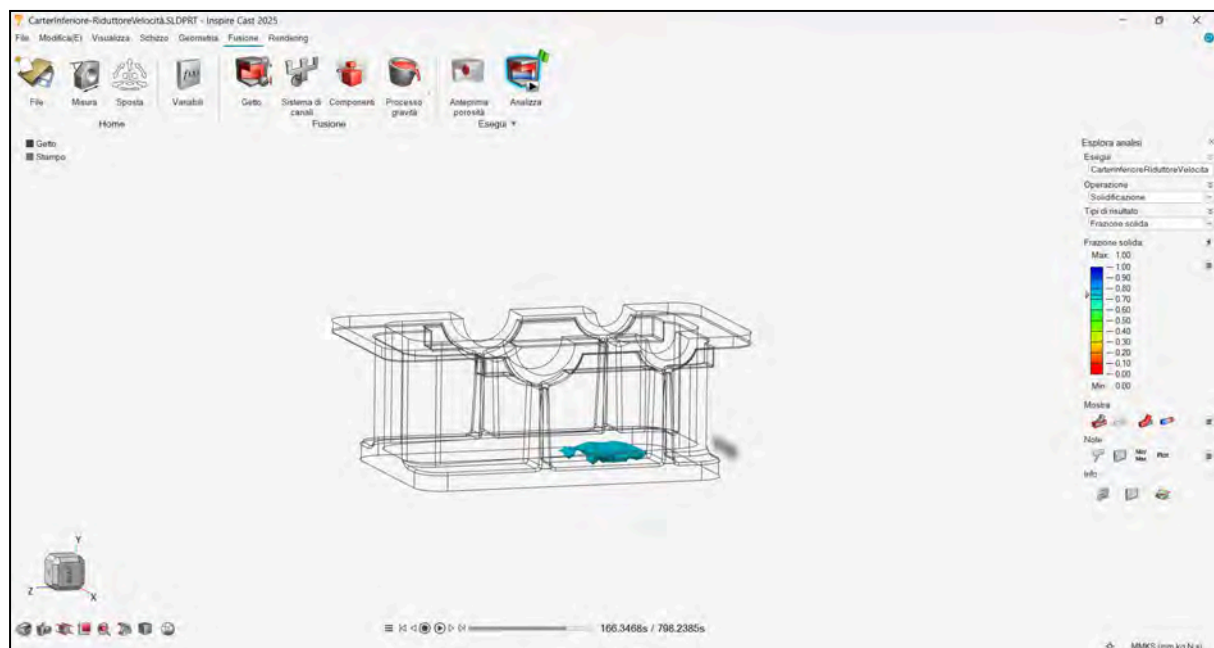 CarterInferiore-RiduttoreVelocità.SLDPRT - Inspire Cast 2025
File Modifica(E) Visualizza Schizzo Geometria Fusione Rendering
File Misura Sposta Variabili Getto Sistema di canali Componenti Processo gravità Anteprima porosità Analizza
Home Fusione Esegui
Getto
Stampo
Esplora analisi
Esegui
CarterInferioreRiduttoreVelocita
Operazione
Solidificazione
Tipi di risultato
Frazione solida
Frazione solida
Max: 1.00
1.00
0.90
0.80
0.70
0.60
0.50
0.40
0.30
0.20
0.10
0.00
Min: 0.00
Mostra
Note
Min/Max Plot
Info
Y
Z
X
166.3468s / 798.2385s
MMKS (mm kg N s)